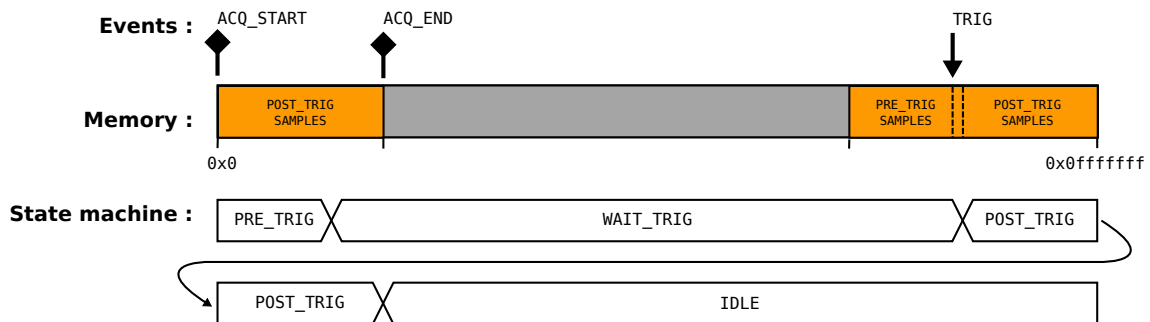 Events : ACQ_START ACQ_END TRIG
Memory : POST_TRIG SAMPLES PRE_TRIG SAMPLES POST_TRIG SAMPLES
0x0 0x0fffffff
State machine : PRE_TRIG WAIT_TRIG POST_TRIG
POST_TRIG IDLE